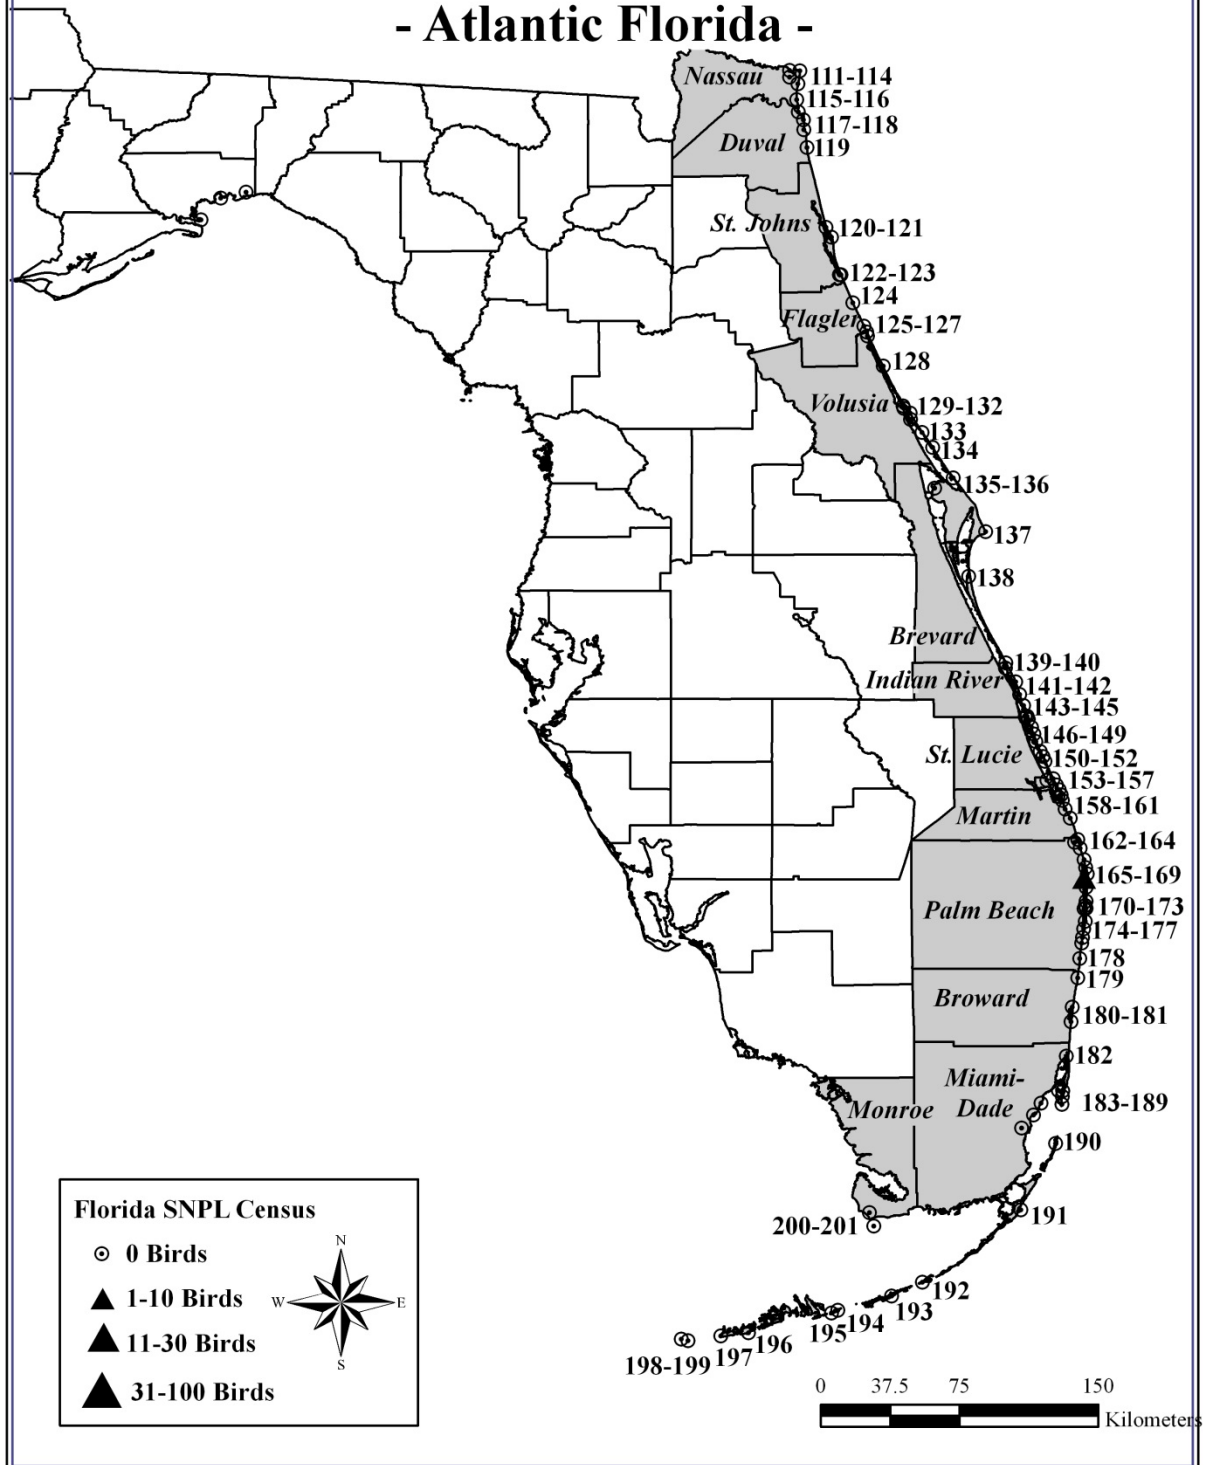 - Atlantic Florida -
Nassau
111-114
115-116
117-118
Duval
119
St. Johns
120-121
122-123
124
Flagler
125-127
128
Volusia
129-132
133
134
135-136
137
138
Brevard
139-140
Indian River
141-142
143-145
146-149
St. Lucie
150-152
153-157
158-161
Martin
162-164
165-169
Palm Beach
170-173
174-177
178
179
Broward
180-181
182
Miami-
Dade
Monroe
183-189
190
191
200-201
192
193
194
195
196
197
198-199
Florida SNPL Census
0 Birds
1-10 Birds
11-30 Birds
31-100 Birds
N
W
E
S
0 37.5 75 150
Kilometers